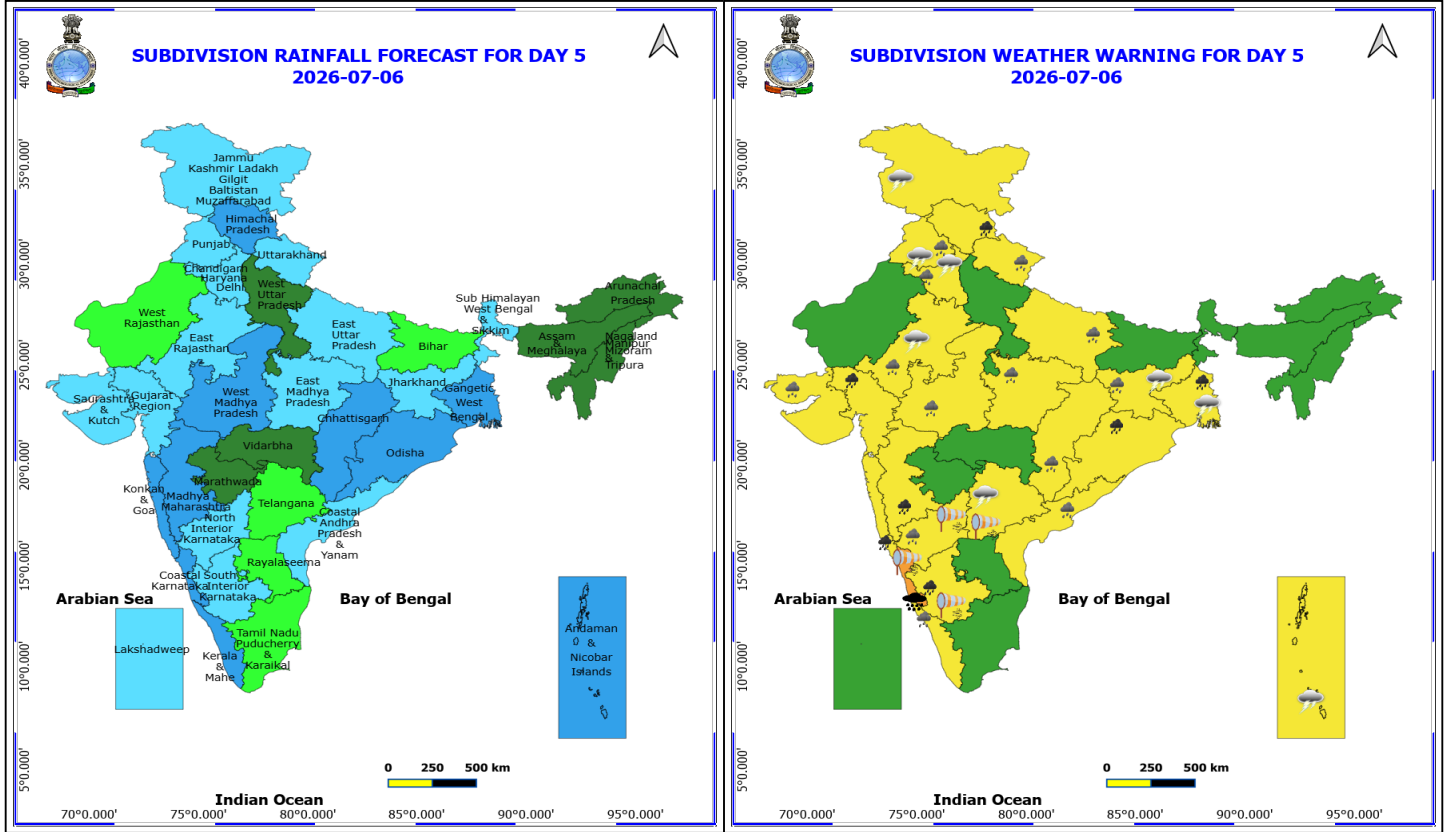 SUBDIVISION RAINFALL FORECAST FOR DAY 5
2026-07-06
40°0.000'
35°0.000'
30°0.000'
25°0.000'
20°0.000'
15°0.000'
10°0.000'
5°0.000'
Jammu
Kashmir Ladakh
Gilgit
Baltistan
Muzaffarabad
Himachal
Pradesh
Punjab
Uttarakhand
Chandigarh
Haryana
Delhi
West
Uttar
Pradesh
West
Rajasthan
East
Rajasthan
East
Uttar
Pradesh
Bihar
Sub Himalayan
West Bengal
&
Sikkim
Arunachal
Pradesh
Assam
&
Meghalaya
Nagaland
Manipur
Mizoram
&
Tripura
Saurashtra
&
Kutch
Gujarat
Region
West
Madhya
Pradesh
East
Madhya
Pradesh
Jharkhand
Gangetic
West
Bengal
Chhattisgarh
Odisha
Vidarbha
Marathwada
Konkan
&
Goa
Madhya
Maharashtra
Telangana
North
Interior
Karnataka
Coastal
Andhra
Pradesh
&
Yanam
Rayalaseema
Coastal
Karnataka
South
Interior
Karnataka
Arabian Sea
Bay of Bengal
Lakshadweep
Tamil Nadu
Puducherry
&
Karaikal
Kerala
&
Mahe
Andaman
&
Nicobar
Islands
0 250 500 km
Indian Ocean
70°0.000' 75°0.000' 80°0.000' 85°0.000' 90°0.000' 95°0.000'
SUBDIVISION WEATHER WARNING FOR DAY 5
2026-07-06
40°0.000'
35°0.000'
30°0.000'
25°0.000'
20°0.000'
15°0.000'
10°0.000'
5°0.000'
Arabian Sea
Bay of Bengal
0 250 500 km
Indian Ocean
70°0.000' 75°0.000' 80°0.000' 85°0.000' 90°0.000' 95°0.000'